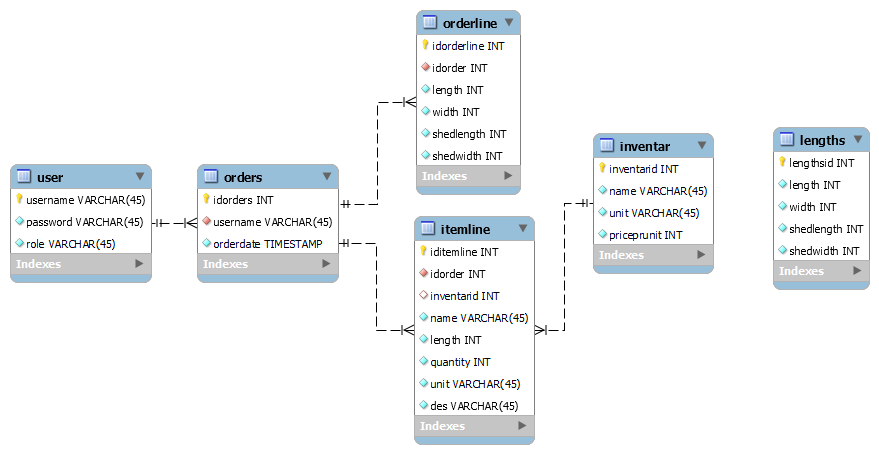 user
username VARCHAR(45)
password VARCHAR(45)
role VARCHAR(45)
Indexes
orders
idorders INT
username VARCHAR(45)
orderdate TIMESTAMP
Indexes
orderline
idorderline INT
idorder INT
length INT
width INT
shedlength INT
shedwidth INT
Indexes
itemline
iditemline INT
idorder INT
inventarid INT
name VARCHAR(45)
length INT
quantity INT
unit VARCHAR(45)
des VARCHAR(45)
Indexes
inventar
inventarid INT
name VARCHAR(45)
unit VARCHAR(45)
priceprunit INT
Indexes
lengths
lengthsid INT
length INT
width INT
shedlength INT
shedwidth INT
Indexes